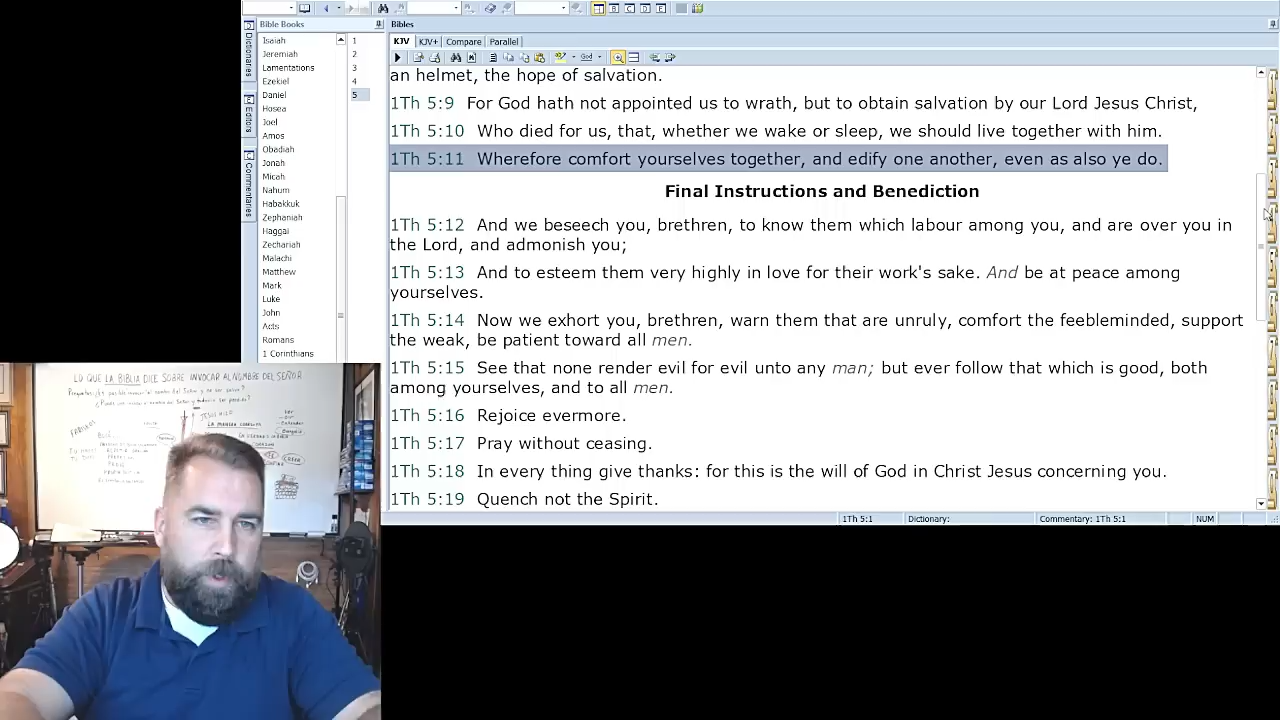 Bible Books
Bibles
KJV KJV+ Compare Parallel
Dictionaries
Editors
Commentaries
Isaiah
Jeremiah
Lamentations
Ezekiel
Daniel
Hosea
Joel
Amos
Obadiah
Jonah
Micah
Nahum
Habakkuk
Zephaniah
Haggai
Zechariah
Malachi
Matthew
Mark
Luke
John
Acts
Romans
1 Corinthians
1
2
3
4
5
an helmet, the hope of salvation.
1Th 5:9 For God hath not appointed us to wrath, but to obtain salvation by our Lord Jesus Christ,
1Th 5:10 Who died for us, that, whether we wake or sleep, we should live together with him.
1Th 5:11 Wherefore comfort yourselves together, and edify one another, even as also ye do.
Final Instructions and Benediction
1Th 5:12 And we beseech you, brethren, to know them which labour among you, and are over you in
the Lord, and admonish you;
1Th 5:13 And to esteem them very highly in love for their work's sake. And be at peace among
yourselves.
1Th 5:14 Now we exhort you, brethren, warn them that are unruly, comfort the feebleminded, support
the weak, be patient toward all men.
1Th 5:15 See that none render evil for evil unto any man; but ever follow that which is good, both
among yourselves, and to all men.
1Th 5:16 Rejoice evermore.
1Th 5:17 Pray without ceasing.
1Th 5:18 In every thing give thanks: for this is the will of God in Christ Jesus concerning you.
1Th 5:19 Quench not the Spirit.
1Th 5:1 Dictionary: Commentary: 1Th 5:1 NUM
LO QUE LA BIBLIA DICE SOBRE INVOCAR AL NOMBRE DEL SEÑOR